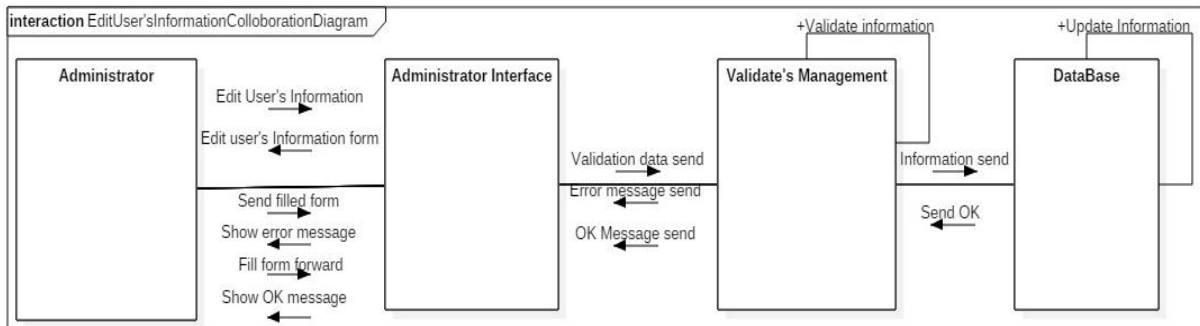 interaction EditUser'sInformationColloborationDiagram
+Validate information
+Update Information
Administrator
Administrator Interface
Validate's Management
DataBase
Edit User's Information
Edit user's Information form
Validation data send
Information send
Error message send
Send filled form
Send OK
Show error message
OK Message send
Fill form forward
Show OK message